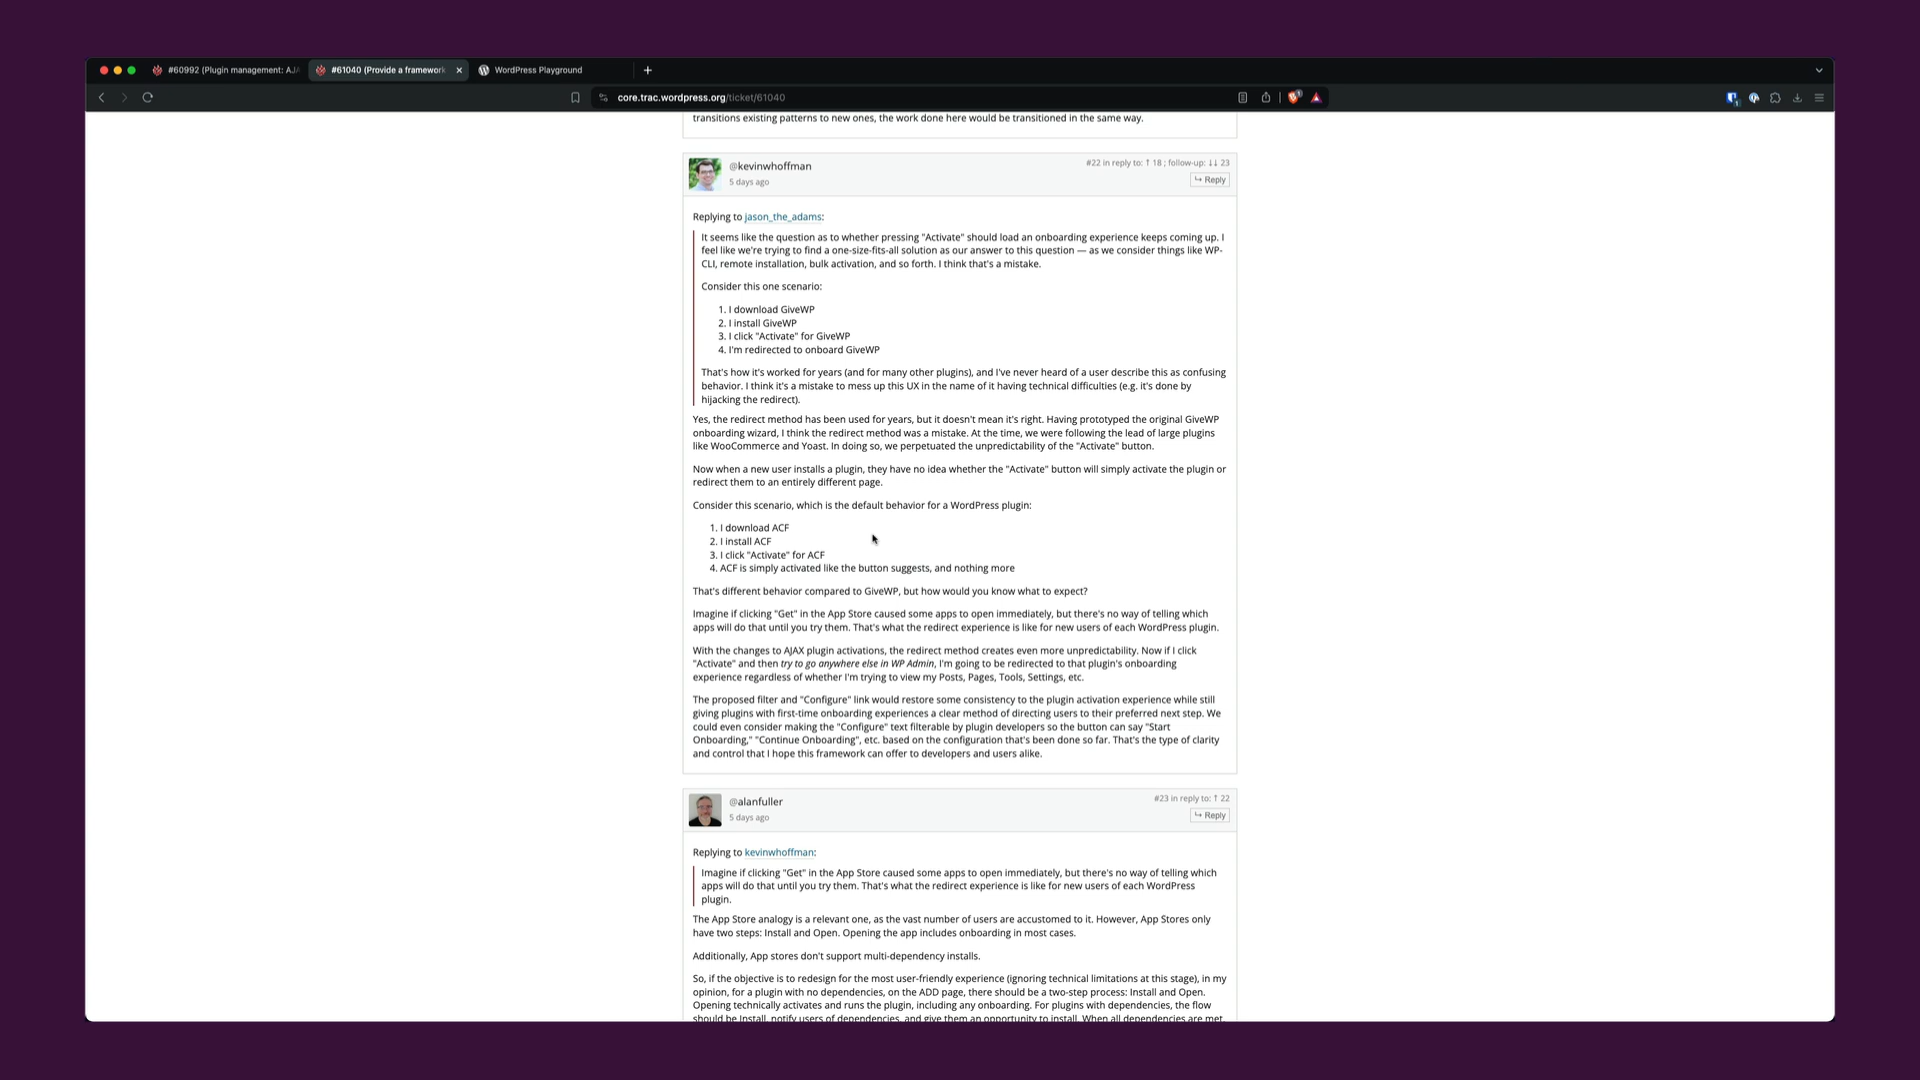 #60992 (Plugin management: AJA
#61040 (Provide a framework
WordPress Playground
core.trac.wordpress.org/ticket/61040
transitions existing patterns to new ones, the work done here would be transitioned in the same way.
@kevinwhoffman
#22 in reply to: ↑ 18 ; follow-up: ↓↓ 23
5 days ago
↪ Reply
Replying to jason_the_adams:
It seems like the question as to whether pressing "Activate" should load an onboarding experience keeps coming up. I
feel like we're trying to find a one-size-fits-all solution as our answer to this question — as we consider things like WP-
CLI, remote installation, bulk activation, and so forth. I think that's a mistake.
Consider this one scenario:
1. I download GiveWP
2. I install GiveWP
3. I click "Activate" for GiveWP
4. I'm redirected to onboard GiveWP
That's how it's worked for years (and for many other plugins), and I've never heard of a user describe this as confusing
behavior. I think it's a mistake to mess up this UX in the name of it having technical difficulties (e.g. it's done by
hijacking the redirect).
Yes, the redirect method has been used for years, but it doesn't mean it's right. Having prototyped the original GiveWP
onboarding wizard, I think the redirect method was a mistake. At the time, we were following the lead of large plugins
like WooCommerce and Yoast. In doing so, we perpetuated the unpredictability of the "Activate" button.
Now when a new user installs a plugin, they have no idea whether the "Activate" button will simply activate the plugin or
redirect them to an entirely different page.
Consider this scenario, which is the default behavior for a WordPress plugin:
1. I download ACF
2. I install ACF
3. I click "Activate" for ACF
4. ACF is simply activated like the button suggests, and nothing more
That's different behavior compared to GiveWP, but how would you know what to expect?
Imagine if clicking "Get" in the App Store caused some apps to open immediately, but there's no way of telling which
apps will do that until you try them. That's what the redirect experience is like for new users of each WordPress plugin.
With the changes to AJAX plugin activations, the redirect method creates even more unpredictability. Now if I click
"Activate" and then try to go anywhere else in WP Admin, I'm going to be redirected to that plugin's onboarding
experience regardless of whether I'm trying to view my Posts, Pages, Tools, Settings, etc.
The proposed filter and "Configure" link would restore some consistency to the plugin activation experience while still
giving plugins with first-time onboarding experiences a clear method of directing users to their preferred next step. We
could even consider making the "Configure" text filterable by plugin developers so the button can say "Start
Onboarding," "Continue Onboarding", etc. based on the configuration that's been done so far. That's the type of clarity
and control that I hope this framework can offer to developers and users alike.
@alanfuller
#23 in reply to: ↑ 22
5 days ago
↪ Reply
Replying to kevinwhoffman:
Imagine if clicking "Get" in the App Store caused some apps to open immediately, but there's no way of telling which
apps will do that until you try them. That's what the redirect experience is like for new users of each WordPress
plugin.
The App Store analogy is a relevant one, as the vast number of users are accustomed to it. However, App Stores only
have two steps: Install and Open. Opening the app includes onboarding in most cases.
Additionally, App stores don't support multi-dependency installs.
So, if the objective is to redesign for the most user-friendly experience (ignoring technical limitations at this stage), in my
opinion, for a plugin with no dependencies, on the ADD page, there should be a two-step process: Install and Open.
Opening technically activates and runs the plugin, including any onboarding. For plugins with dependencies, the flow
should be Install, notify users of dependencies, and give them an opportunity to install. When all dependencies are met,